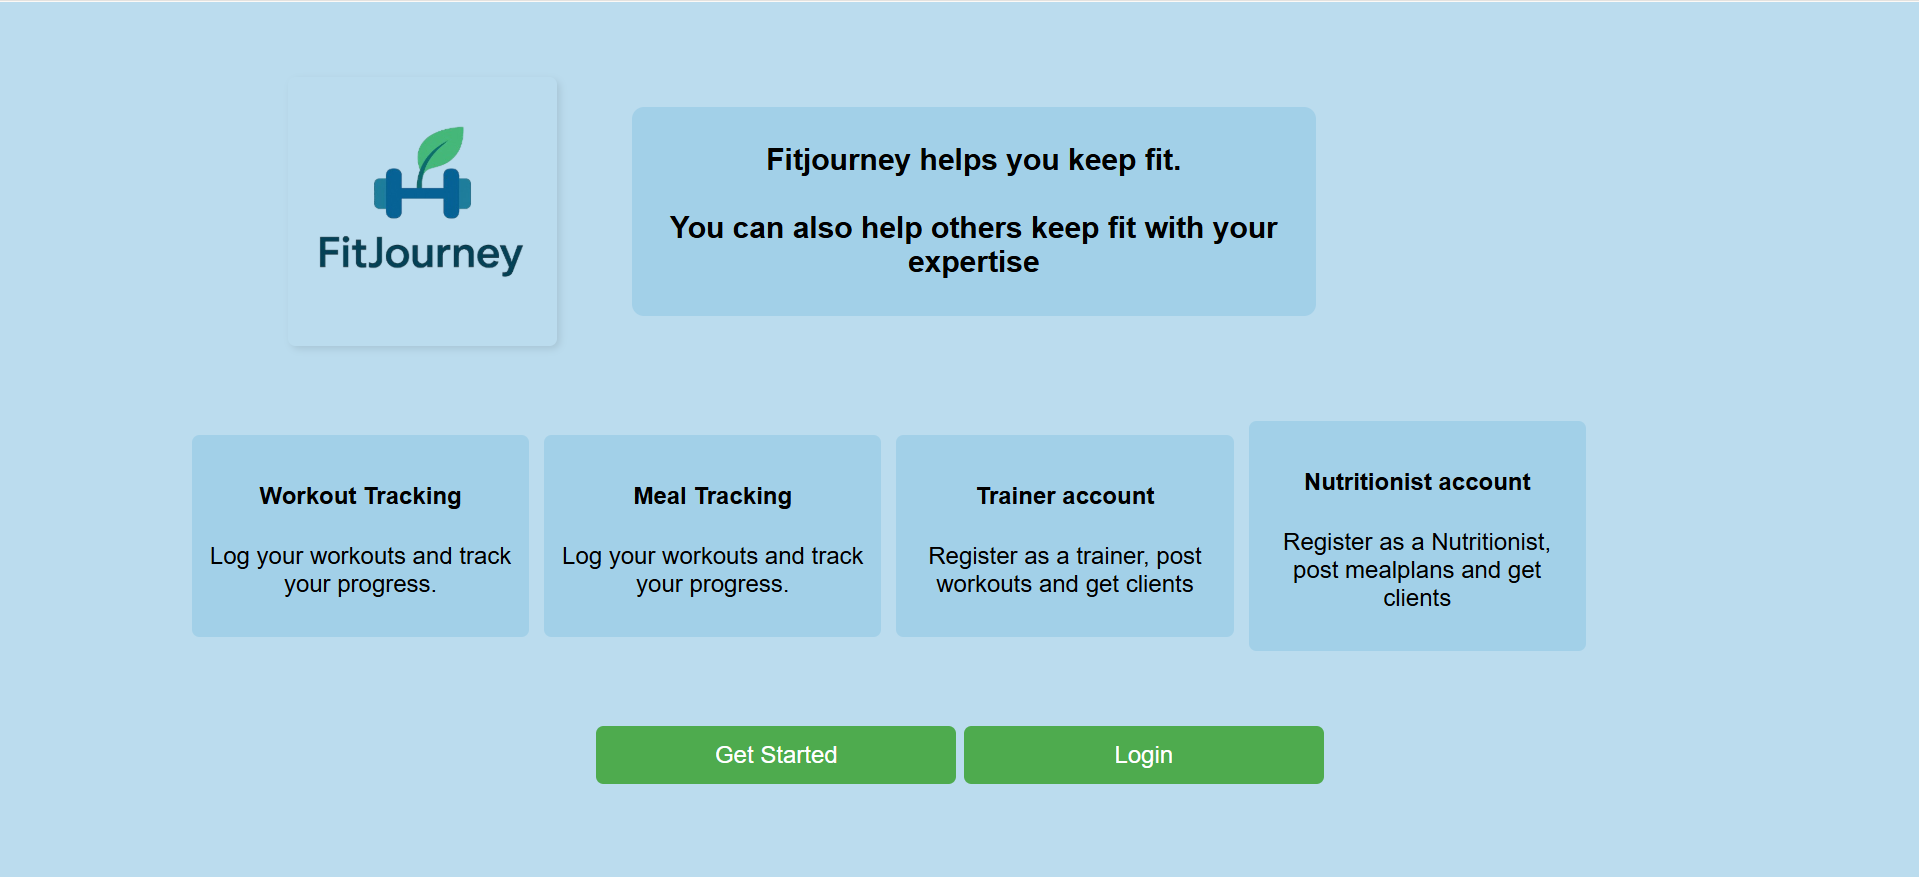 FitJourney
Fitjourney helps you keep fit.
You can also help others keep fit with your
expertise
Workout Tracking
Log your workouts and track
your progress.
Meal Tracking
Log your workouts and track
your progress.
Trainer account
Register as a trainer, post
workouts and get clients
Nutritionist account
Register as a Nutritionist,
post mealplans and get
clients
Get Started
Login